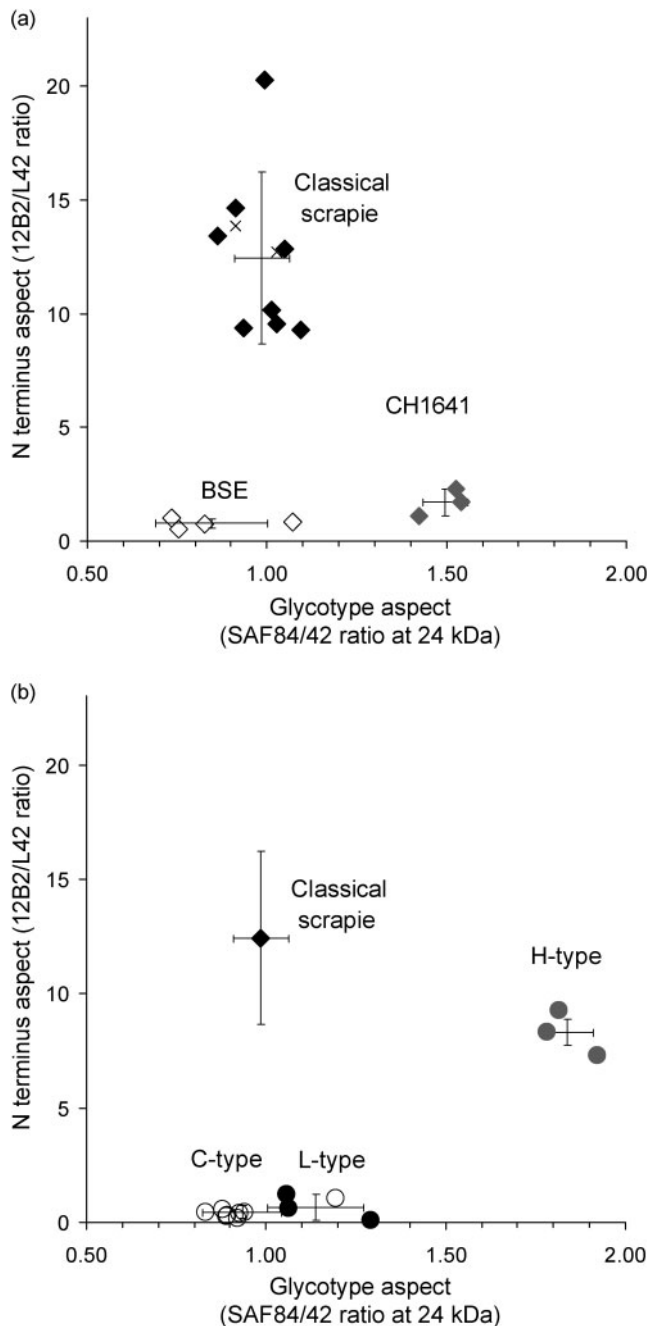 (a)
N terminus aspect (12B2/L42 ratio)
20
15
10
5
0
Classical
scrapie
CH1641
BSE
0.50 1.00 1.50 2.00
Glycotype aspect
(SAF84/42 ratio at 24 kDa)
(b)
N terminus aspect (12B2/L42 ratio)
20
15
10
5
0
Classical
scrapie
H-type
C-type L-type
0.50 1.00 1.50 2.00
Glycotype aspect
(SAF84/42 ratio at 24 kDa)